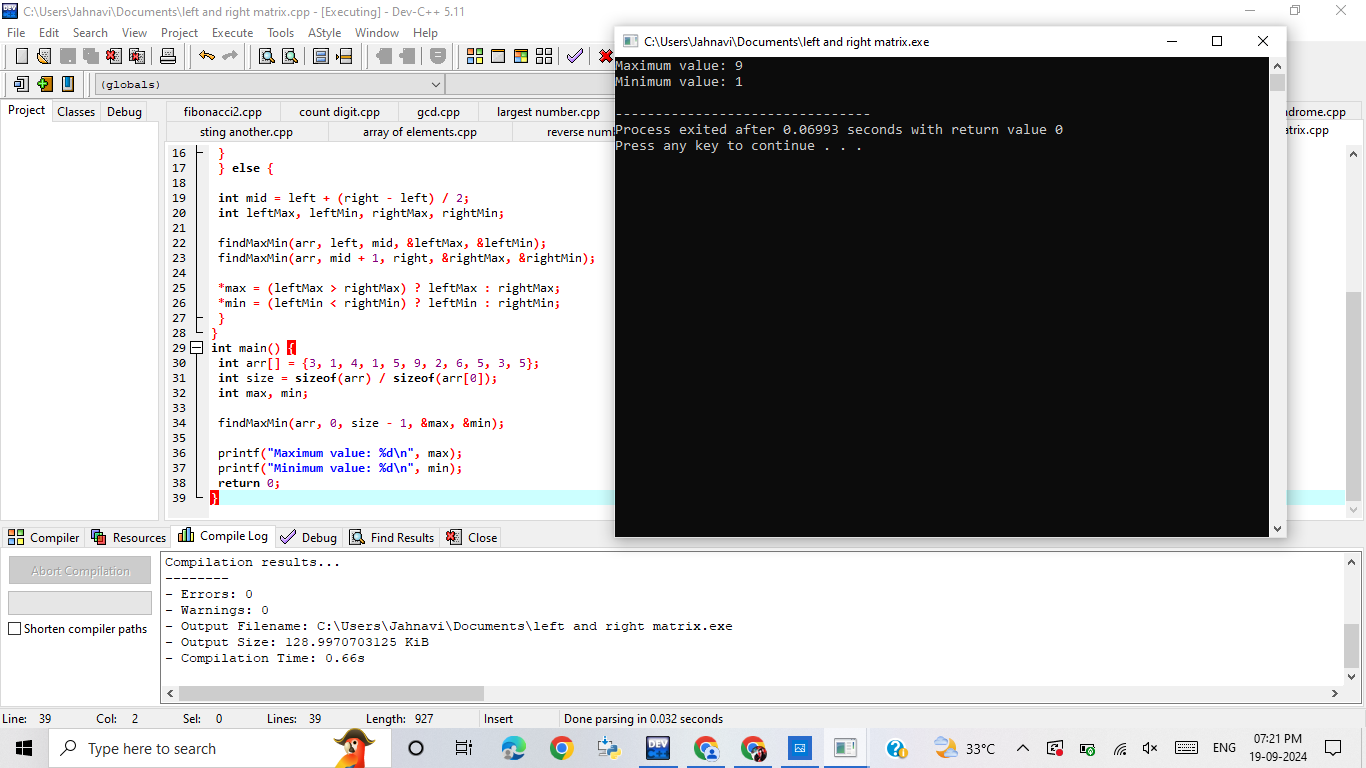 C:\Users\Jahnavi\Documents\left and right matrix.cpp - [Executing] - Dev-C++ 5.11
File Edit Search View Project Execute Tools AStyle Window Help
(globals)
Project Classes Debug
fibonacci2.cpp count digit.cpp gcd.cpp largest number.cpp
sting another.cpp array of elements.cpp
16 }
17 } else {
18
19 int mid = left + (right - left) / 2;
20 int leftMax, leftMin, rightMax, rightMin;
21
22 findMaxMin(arr, left, mid, &leftMax, &leftMin);
23 findMaxMin(arr, mid + 1, right, &rightMax, &rightMin);
24
25 *max = (leftMax > rightMax) ? leftMax : rightMax;
26 *min = (leftMin < rightMin) ? leftMin : rightMin;
27 }
28 }
29 int main() {
30 int arr[] = {3, 1, 4, 1, 5, 9, 2, 6, 5, 3, 5};
31 int size = sizeof(arr) / sizeof(arr[0]);
32 int max, min;
33
34 findMaxMin(arr, 0, size - 1, &max, &min);
35
36 printf("Maximum value: %d\n", max);
37 printf("Minimum value: %d\n", min);
38 return 0;
39 }
C:\Users\Jahnavi\Documents\left and right matrix.exe
Maximum value: 9
Minimum value: 1
--------------------------------
Process exited after 0.06993 seconds with return value 0
Press any key to continue . . .
Compiler Resources Compile Log Debug Find Results Close
Abort Compilation
Shorten compiler paths
Compilation results...
--------
- Errors: 0
- Warnings: 0
- Output Filename: C:\Users\Jahnavi\Documents\left and right matrix.exe
- Output Size: 128.9970703125 KiB
- Compilation Time: 0.66s
Line: 39 Col: 2 Sel: 0 Lines: 39 Length: 927 Insert Done parsing in 0.032 seconds
Type here to search
DEV
33°C
ENG
07:21 PM
19-09-2024